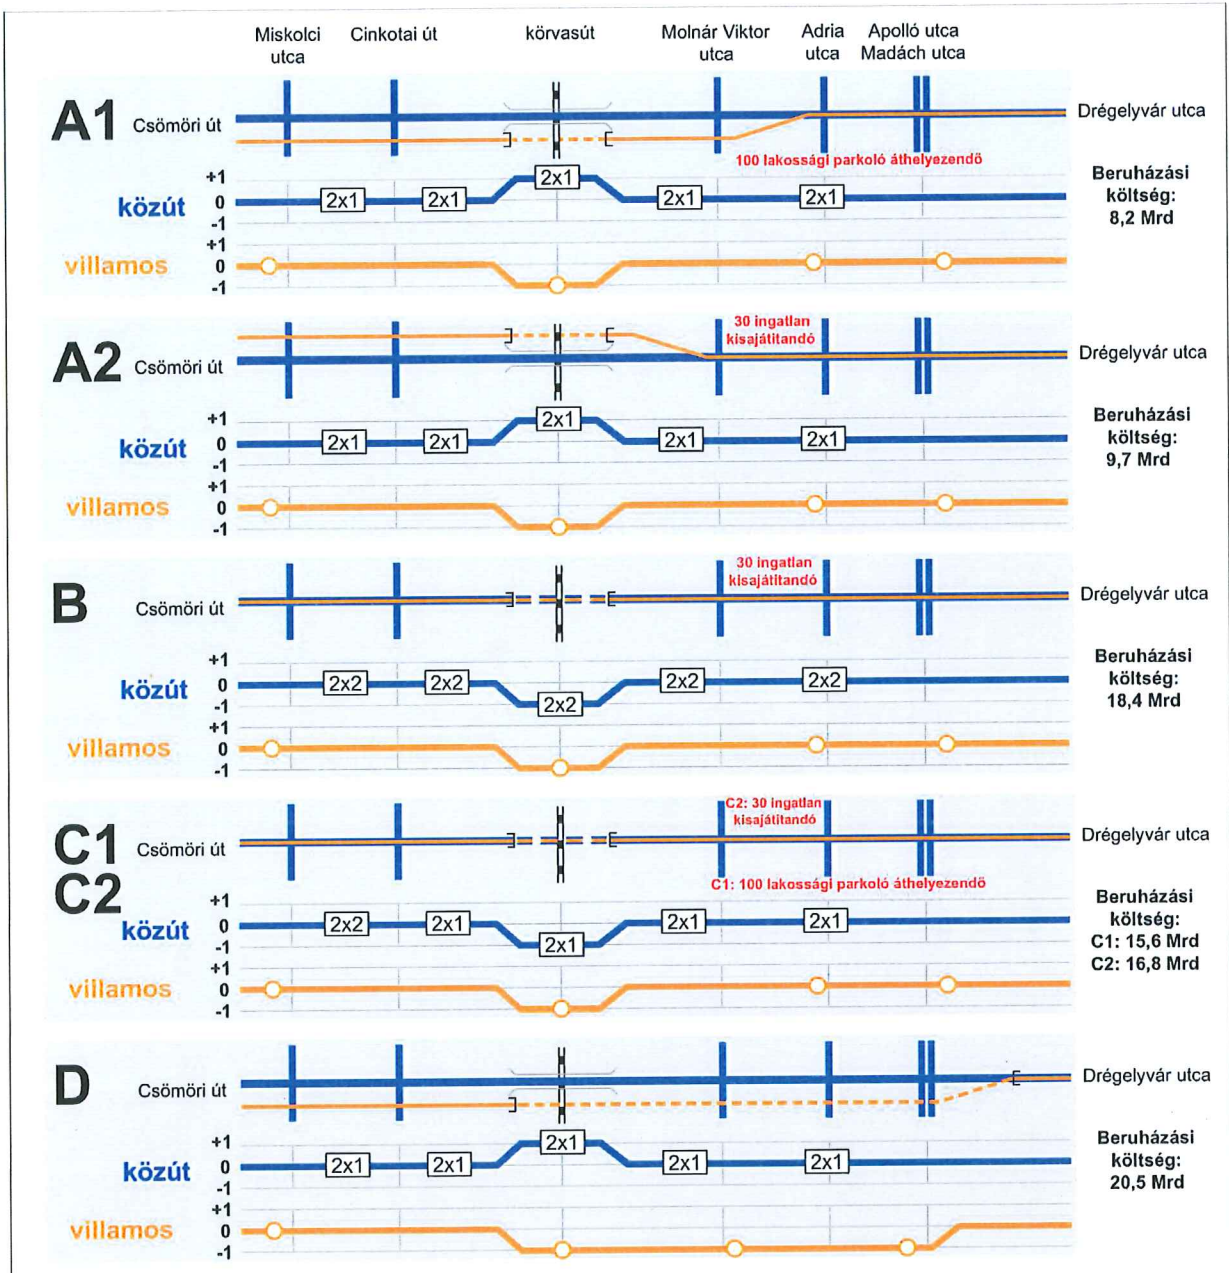 Miskolci
utca
Cinkotai út
körvasút
Molnár Viktor
utca
Adria
utca
Apolló utca
Madách utca
A1
Csömöri út
Drégelyvár utca
100 lakossági parkoló áthelyezendő
közút
+1
0
-1
2x1
2x1
2x1
2x1
2x1
Beruházási
költség:
8,2 Mrd
villamos
+1
0
-1
A2
Csömöri út
30 ingatlan
kisajátitandó
Drégelyvár utca
közút
+1
0
-1
2x1
2x1
2x1
2x1
2x1
Beruházási
költség:
9,7 Mrd
villamos
+1
0
-1
B
Csömöri út
30 ingatlan
kisajátitandó
Drégelyvár utca
közút
+1
0
-1
2x2
2x2
2x2
2x2
2x2
Beruházási
költség:
18,4 Mrd
villamos
+1
0
-1
C1
C2
Csömöri út
C2: 30 ingatlan
kisajátitandó
Drégelyvár utca
C1: 100 lakossági parkoló áthelyezendő
közút
+1
0
-1
2x2
2x1
2x1
2x1
2x1
Beruházási
költség:
C1: 15,6 Mrd
C2: 16,8 Mrd
villamos
+1
0
-1
D
Csömöri út
Drégelyvár utca
közút
+1
0
-1
2x1
2x1
2x1
2x1
2x1
Beruházási
költség:
20,5 Mrd
villamos
+1
0
-1